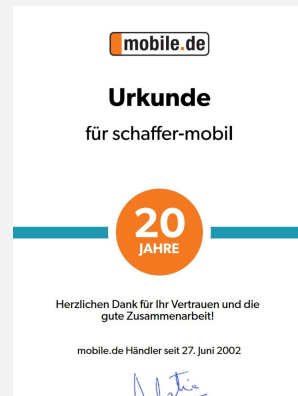 mobile.de
Urkunde
für schaffer-mobil
20
JAHRE
Herzlichen Dank für Ihr Vertrauen und die
gute Zusammenarbeit!
mobile.de Händler seit 27. Juni 2002